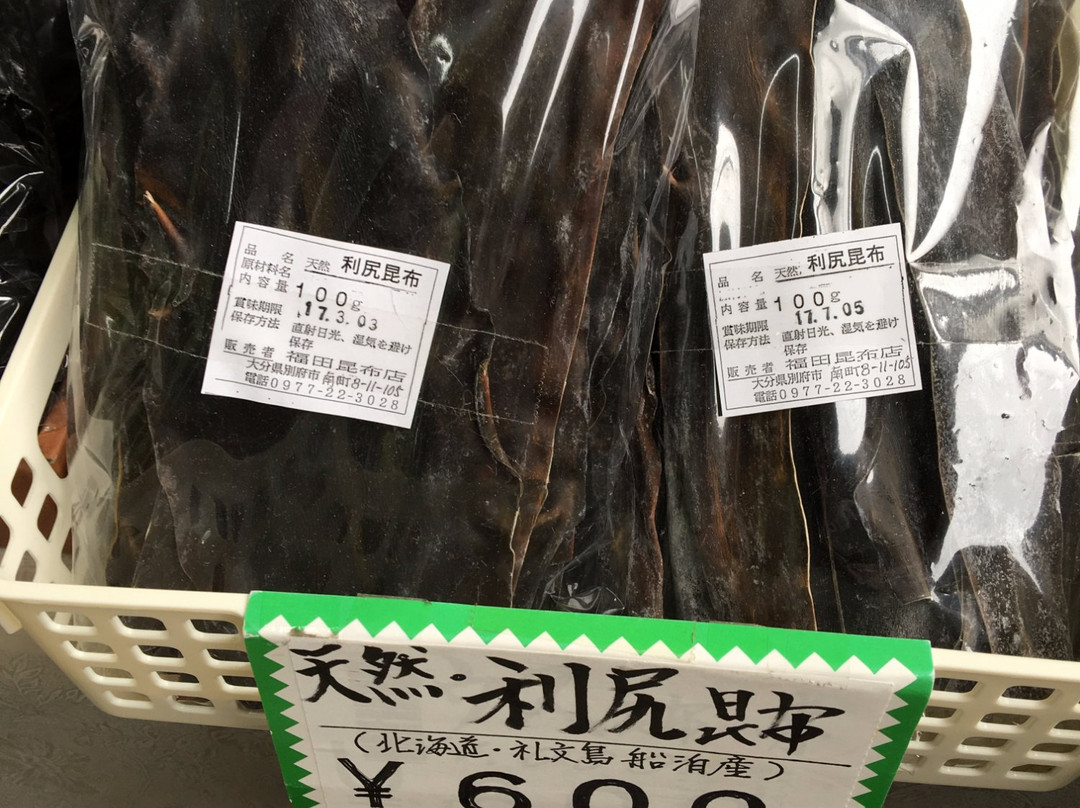 品 名 天然 利尻昆布
原材料名
内容量 100g
賞味期限 17.3.03
保存方法 直射日光、湿気を避け
保存
販売者 福田昆布店
大分県別府市 南町8-11-105
電話0977-22-3028
品 名 天然 利尻昆布
内容量 100g
賞味期限 17.7.05
保存方法 直射日光、湿気を避け
保存
販売者 福田昆布店
大分県別府市 南町8-11-105
電話0977-22-3028
天然・利尻昆布
(北海道・礼文島 船泊産)
¥600